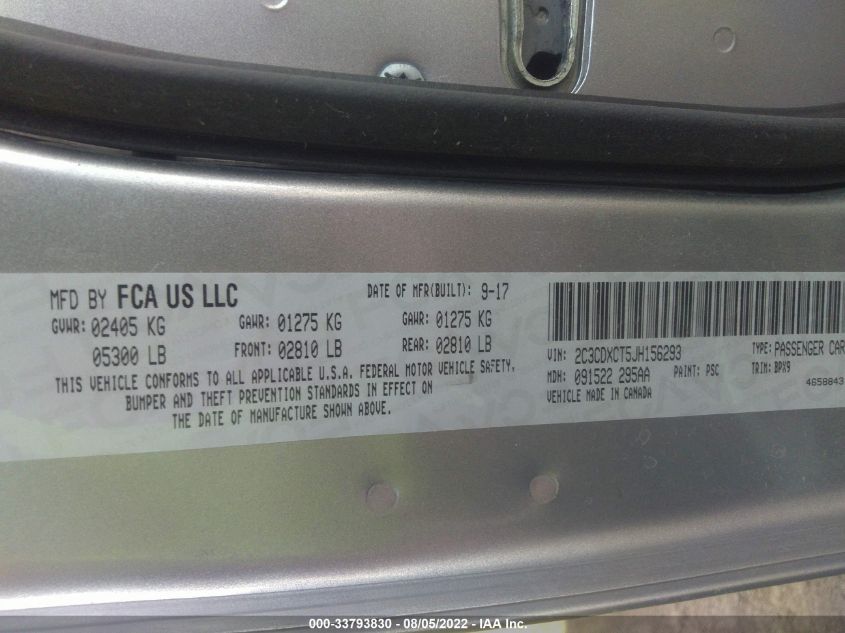 MFD BY FCA US LLC
DATE OF MFR(BUILT): 9-17
GVWR: 02405 KG
GAWR: 01275 KG
GAWR: 01275 KG
05300 LB
FRONT: 02810 LB
REAR: 02810 LB
THIS VEHICLE CONFORMS TO ALL APPLICABLE U.S.A. FEDERAL MOTOR VEHICLE SAFETY,
BUMPER AND THEFT PREVENTION STANDARDS IN EFFECT ON
THE DATE OF MANUFACTURE SHOWN ABOVE.
VIN: 2C3CDXCT5JH156293
TYPE: PASSENGER CAR
MDN: 091522 295AA
PAINT: PSC
TRIM: BPX9
VEHICLE MADE IN CANADA
4658843
000-33793830 - 08/05/2022 - IAA Inc.